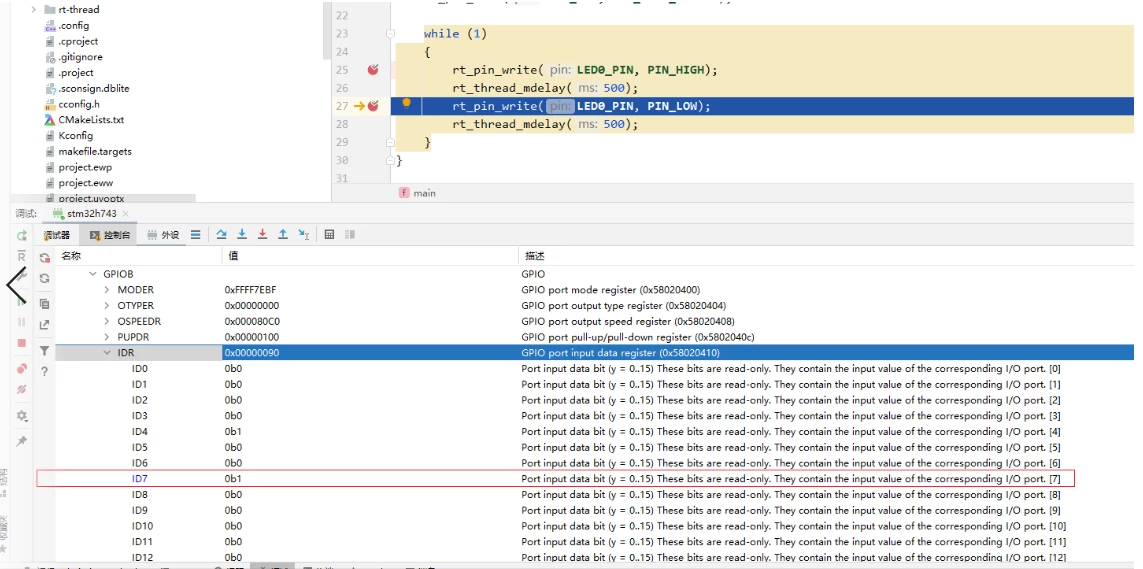 rt-thread
.config
.cproject
.gitignore
.project
.sconsign.dblite
cconfig.h
CMakeLists.txt
Kconfig
makefile.targets
project.ewp
project.eww
project.uvoptx
22
23 while (1)
24 {
25 rt_pin_write( pin: LED0_PIN, PIN_HIGH);
26 rt_thread_mdelay( ms: 500);
27 rt_pin_write( pin: LED0_PIN, PIN_LOW);
28 rt_thread_mdelay( ms: 500);
29 }
30 }
31
f main
调试: stm32h743
调试器 控制台 外设
名称 值 描述
GPIOB GPIO
MODER 0xFFFF7EBF GPIO port mode register (0x58020400)
OTYPER 0x00000000 GPIO port output type register (0x58020404)
OSPEEDR 0x000080C0 GPIO port output speed register (0x58020408)
PUPDR 0x00000100 GPIO port pull-up/pull-down register (0x5802040c)
IDR 0x00000090 GPIO port input data register (0x58020410)
ID0 0b0 Port input data bit (y = 0..15) These bits are read-only. They contain the input value of the corresponding I/O port. [0]
ID1 0b0 Port input data bit (y = 0..15) These bits are read-only. They contain the input value of the corresponding I/O port. [1]
ID2 0b0 Port input data bit (y = 0..15) These bits are read-only. They contain the input value of the corresponding I/O port. [2]
ID3 0b0 Port input data bit (y = 0..15) These bits are read-only. They contain the input value of the corresponding I/O port. [3]
ID4 0b1 Port input data bit (y = 0..15) These bits are read-only. They contain the input value of the corresponding I/O port. [4]
ID5 0b0 Port input data bit (y = 0..15) These bits are read-only. They contain the input value of the corresponding I/O port. [5]
ID6 0b0 Port input data bit (y = 0..15) These bits are read-only. They contain the input value of the corresponding I/O port. [6]
ID7 0b1 Port input data bit (y = 0..15) These bits are read-only. They contain the input value of the corresponding I/O port. [7]
ID8 0b0 Port input data bit (y = 0..15) These bits are read-only. They contain the input value of the corresponding I/O port. [8]
ID9 0b0 Port input data bit (y = 0..15) These bits are read-only. They contain the input value of the corresponding I/O port. [9]
ID10 0b0 Port input data bit (y = 0..15) These bits are read-only. They contain the input value of the corresponding I/O port. [10]
ID11 0b0 Port input data bit (y = 0..15) These bits are read-only. They contain the input value of the corresponding I/O port. [11]
ID12 0b0 Port input data bit (y = 0..15) These bits are read-only. They contain the input value of the corresponding I/O port. [12]